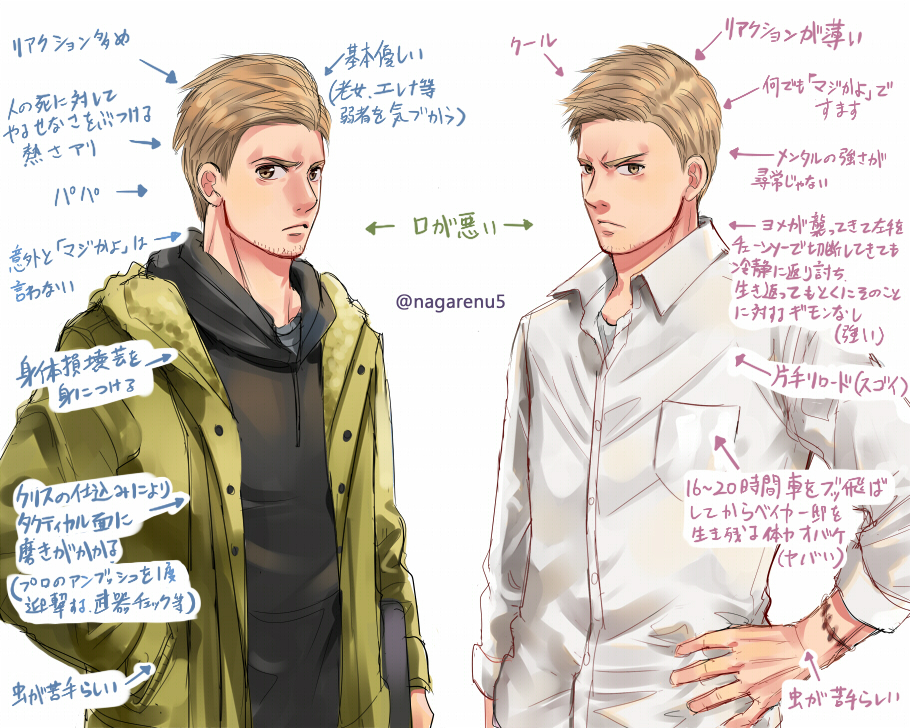 リアクション多め
基本優しい
(老女、エレナ等
弱者を気づかう)
人の死に対して
やるせなさをぶつける
熱さアリ
パパ
意外と「マジかよ」は
言わない
身体損壊芸を
身につける
クリスの仕込みにより
タクティカル面に
磨きがかかる
(プロのアンブッシュを1度
迎撃する、武器チェック等)
虫が苦手らしい
← 口が悪い →
@nagarenu5
クール
リアクションが薄い
何でも「マジかよ」で
すます
メンタルの強さが
尋常じゃない
ヨメが襲ってきて左手を
チェーンソーで切断してきても
冷静に返り討ち、
生き返ってもとくにそのこと
に対するギモンなし
(強い)
片手リロード(スゴイ)
16~20時間車をブッ飛ば
してからベイカー邸を
生き残る体力オバケ
(ヤバい)
虫が苦手らしい